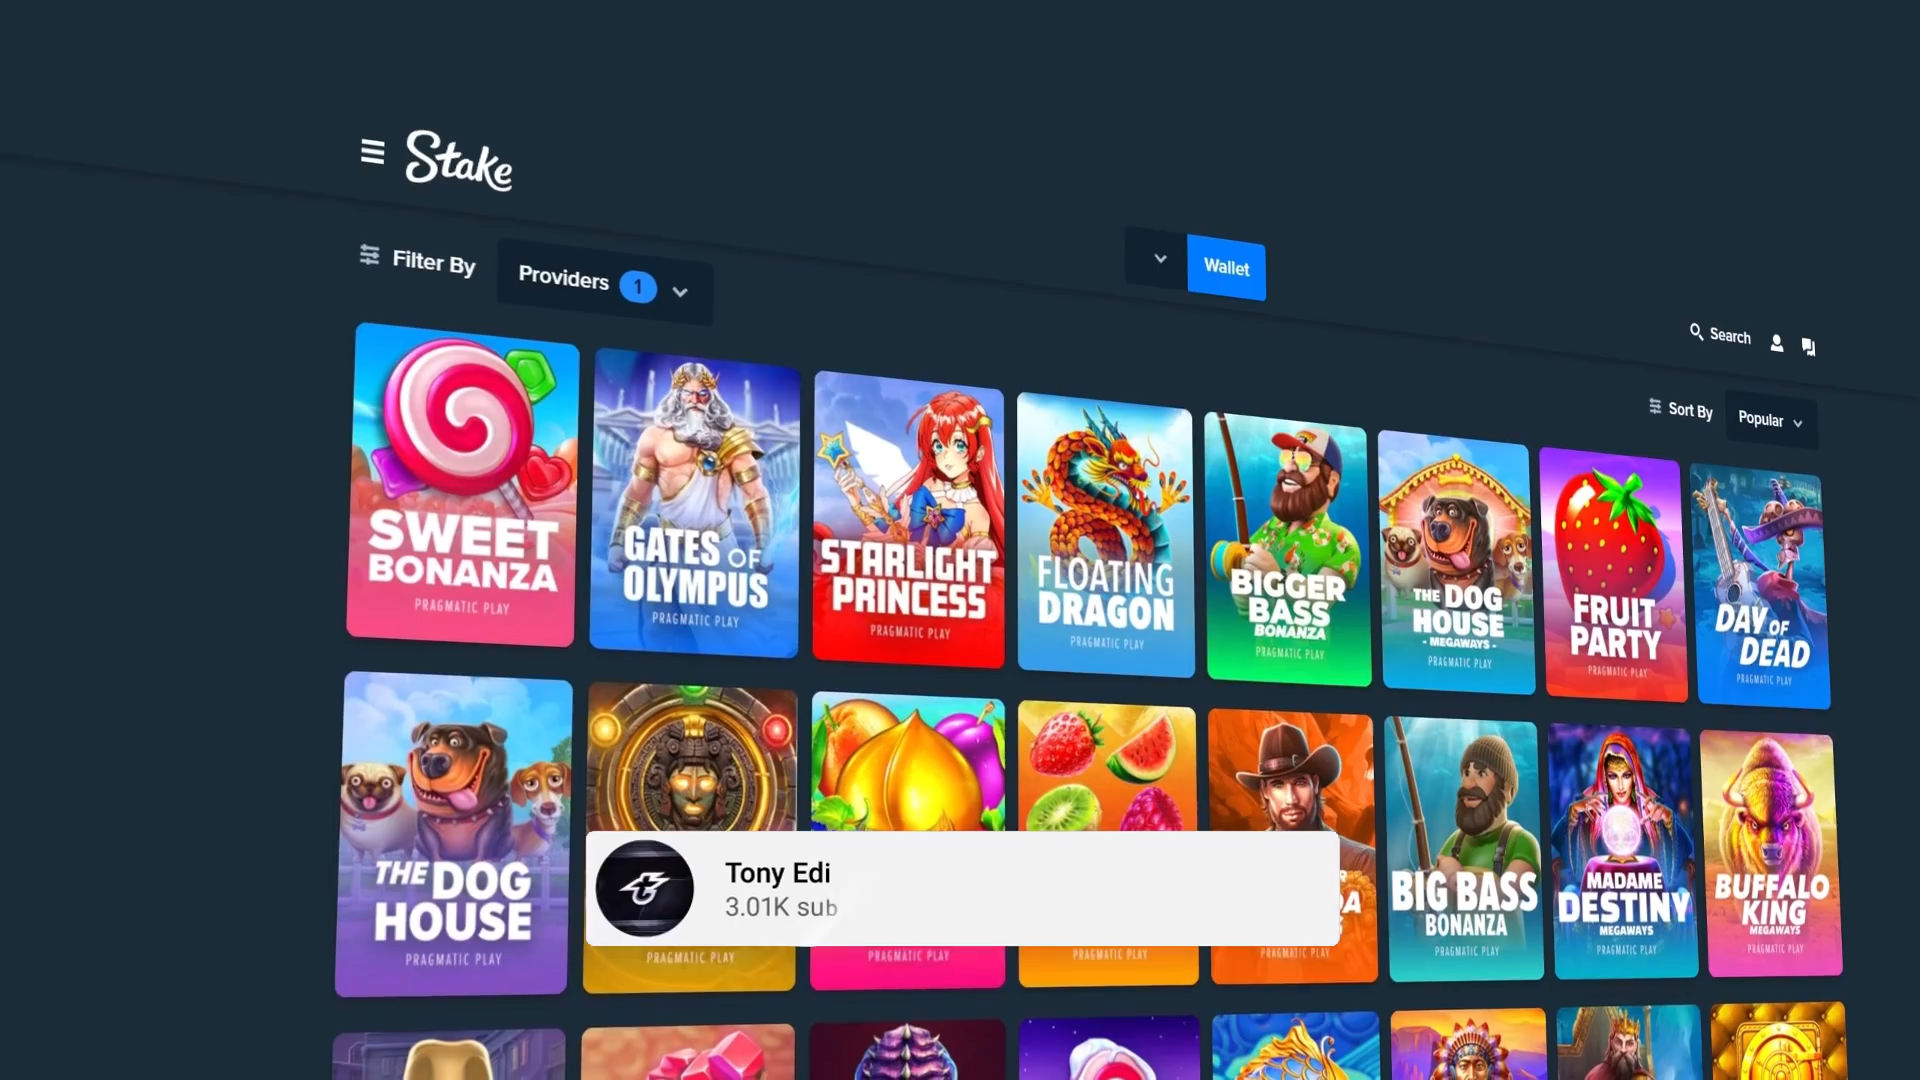 Stake
Filter By
Providers 1
Wallet
Search
Sort By
Popular
SWEET
BONANZA
PRAGMATIC PLAY
GATES OF
OLYMPUS
PRAGMATIC PLAY
STARLIGHT
PRINCESS
PRAGMATIC PLAY
FLOATING
DRAGON
PRAGMATIC PLAY
BIGGER
BASS
BONANZA
PRAGMATIC PLAY
THE DOG
HOUSE
- MEGAWAYS -
PRAGMATIC PLAY
FRUIT
PARTY
PRAGMATIC PLAY
DAY OF
DEAD
PRAGMATIC PLAY
THE DOG
HOUSE
PRAGMATIC PLAY
PRAGMATIC PLAY
PRAGMATIC PLAY
PRAGMATIC PLAY
PRAGMATIC PLAY
BIG BASS
BONANZA
PRAGMATIC PLAY
MADAME
DESTINY
MEGAWAYS
PRAGMATIC PLAY
BUFFALO
KING
MEGAWAYS
PRAGMATIC PLAY
Tony Edi
3.01K sub